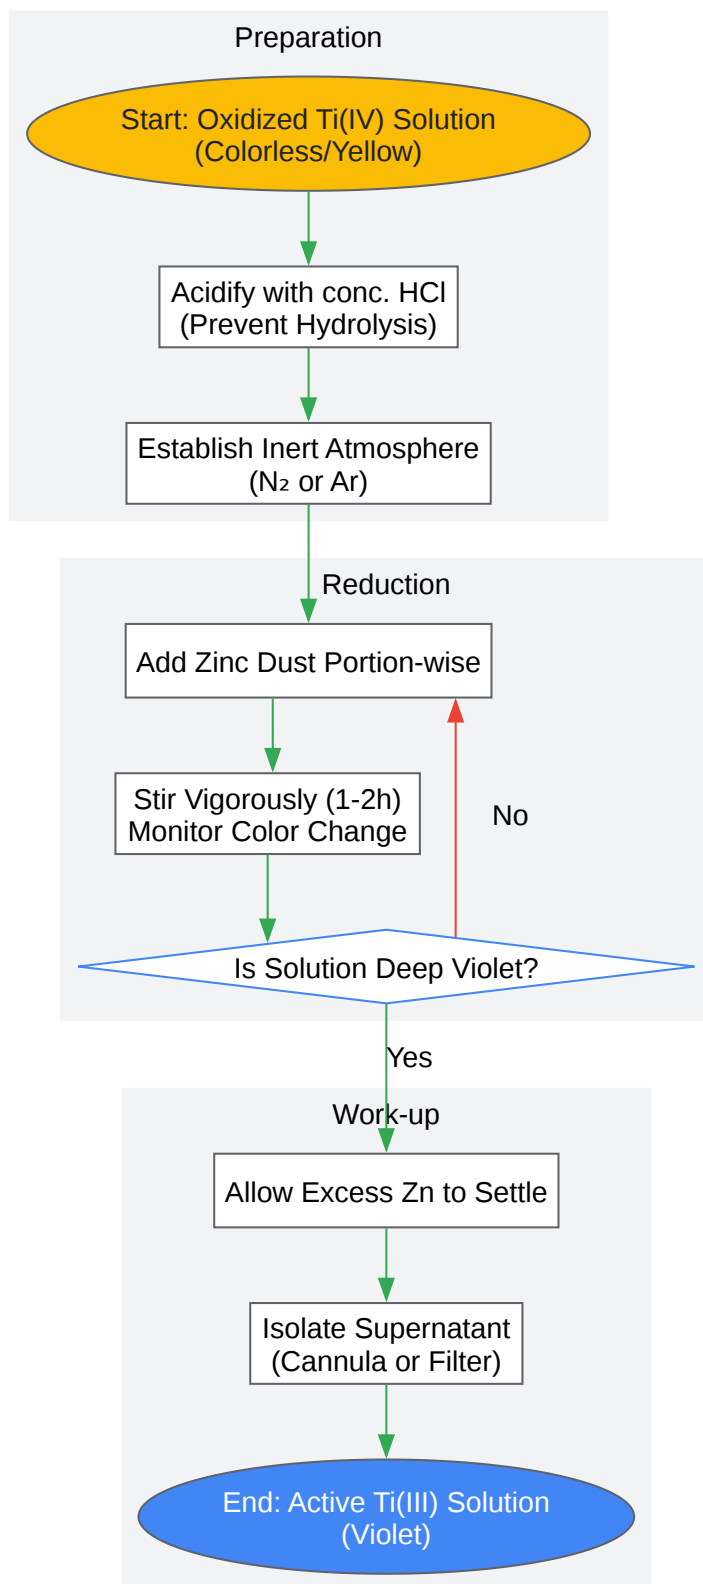 Preparation
Start: Oxidized Ti(IV) Solution
(Colorless/Yellow)
Acidify with conc. HCl
(Prevent Hydrolysis)
Establish Inert Atmosphere
(N₂ or Ar)
Reduction
Add Zinc Dust Portion-wise
Stir Vigorously (1-2h)
Monitor Color Change
No
Is Solution Deep Violet?
Yes
Work-up
Allow Excess Zn to Settle
Isolate Supernatant
(Cannula or Filter)
End: Active Ti(III) Solution
(Violet)